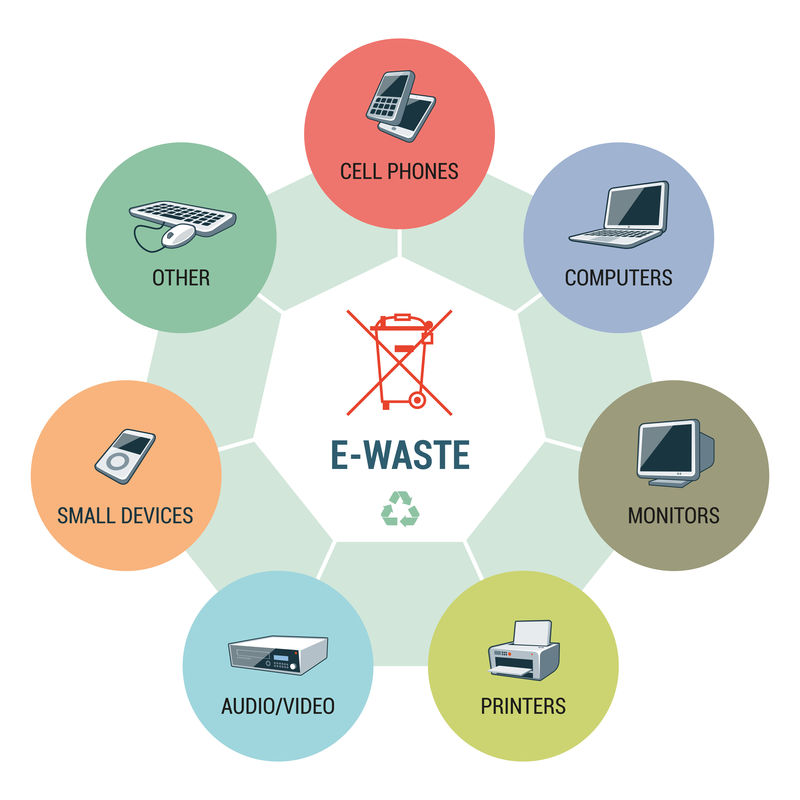 CELL PHONES
OTHER
COMPUTERS
E-WASTE
SMALL DEVICES
MONITORS
AUDIO/VIDEO
PRINTERS